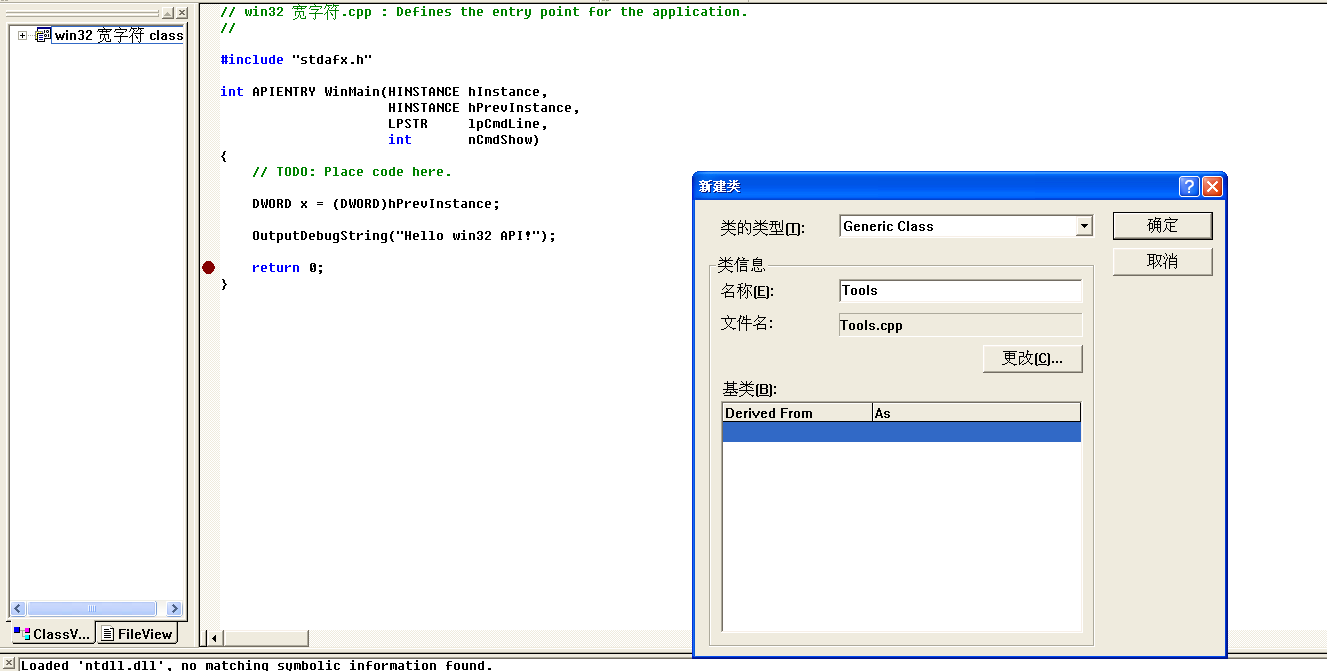 win32 宽字符 class
ClassV...
FileView
// win32 宽字符.cpp : Defines the entry point for the application.
//
#include "stdafx.h"
int APIENTRY WinMain(HINSTANCE hInstance,
HINSTANCE hPrevInstance,
LPSTR     lpCmdLine,
int       nCmdShow)
{
// TODO: Place code here.
DWORD x = (DWORD)hPrevInstance;
OutputDebugString("Hello win32 API!");
return 0;
}
新建类
类的类型(T):
Generic Class
确定
取消
类信息
名称(E):
Tools
文件名:
Tools.cpp
更改(C)...
基类(B):
Derived From
As
Loaded 'ntdll.dll', no matching symbolic information found.